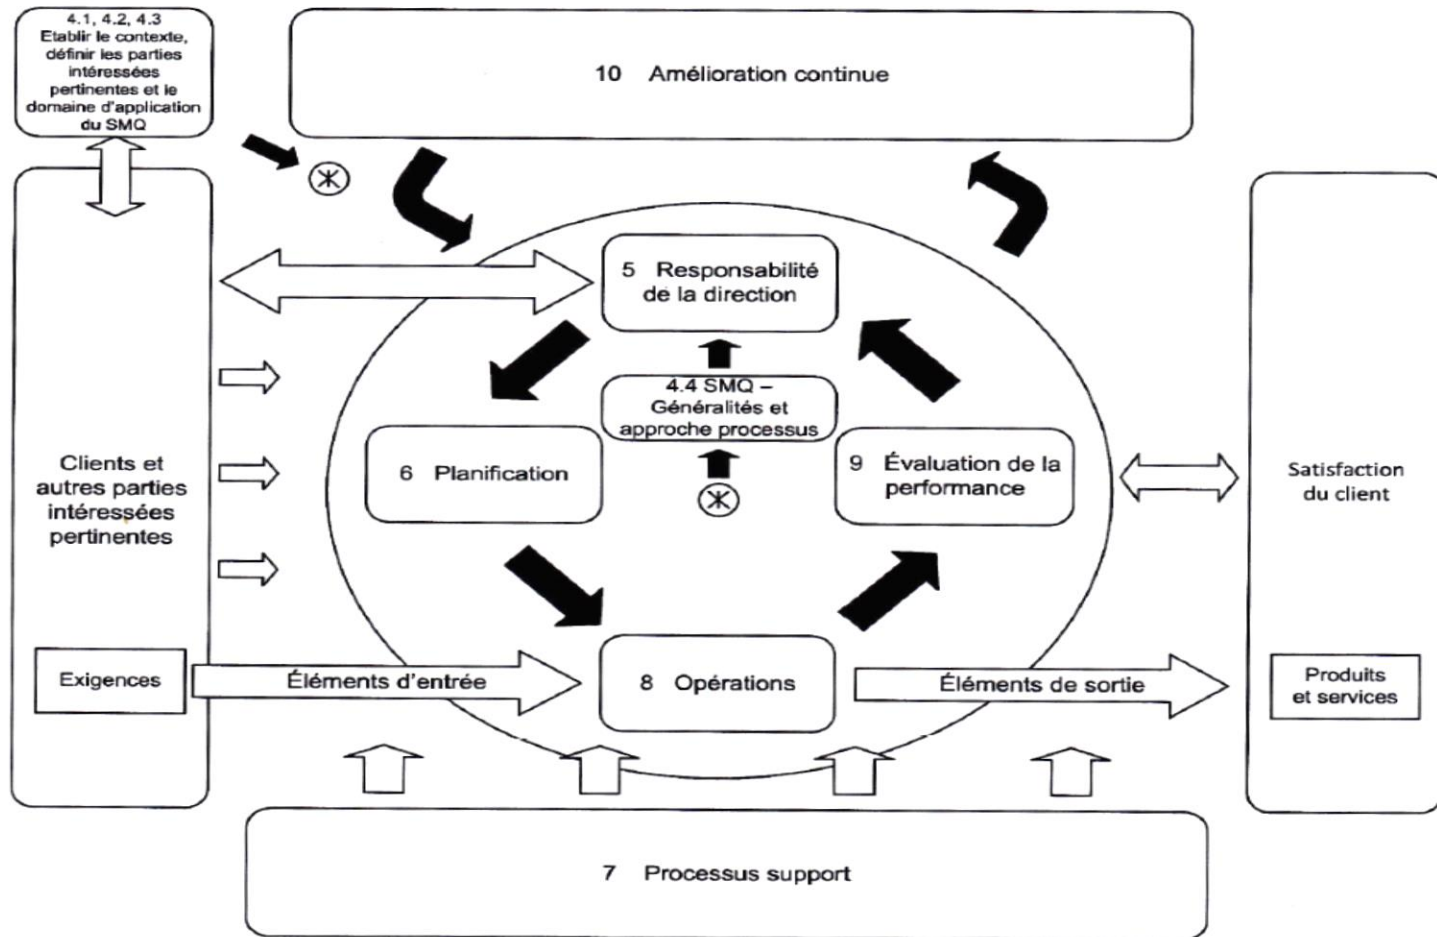 4.1, 4.2, 4.3
Etablir le contexte,
définir les parties
intéressées
pertinentes et le
domaine d'application
du SMQ
10 Amélioration continue
5 Responsabilité
de la direction
4.4 SMQ –
Généralités et
approche processus
6 Planification
9 Évaluation de la
performance
Clients et
autres parties
intéressées
pertinentes
Satisfaction
du client
Exigences
Éléments d'entrée
8 Opérations
Éléments de sortie
Produits
et services
7 Processus support